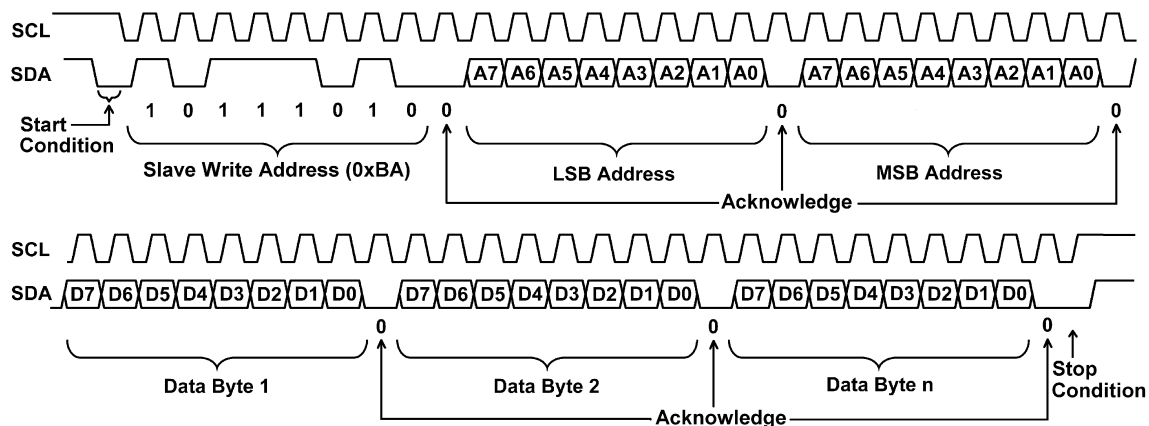 SCL
SDA A7 A6 A5 A4 A3 A2 A1 A0 A7 A6 A5 A4 A3 A2 A1 A0
1 0 1 1 1 0 1 0 0 0 0
Start
Condition
Slave Write Address (0xBA)
LSB Address
MSB Address
Acknowledge
SCL
SDA D7 D6 D5 D4 D3 D2 D1 D0 D7 D6 D5 D4 D3 D2 D1 D0 D7 D6 D5 D4 D3 D2 D1 D0
0 0 0
Data Byte 1
Data Byte 2
Data Byte n
Stop
Condition
Acknowledge